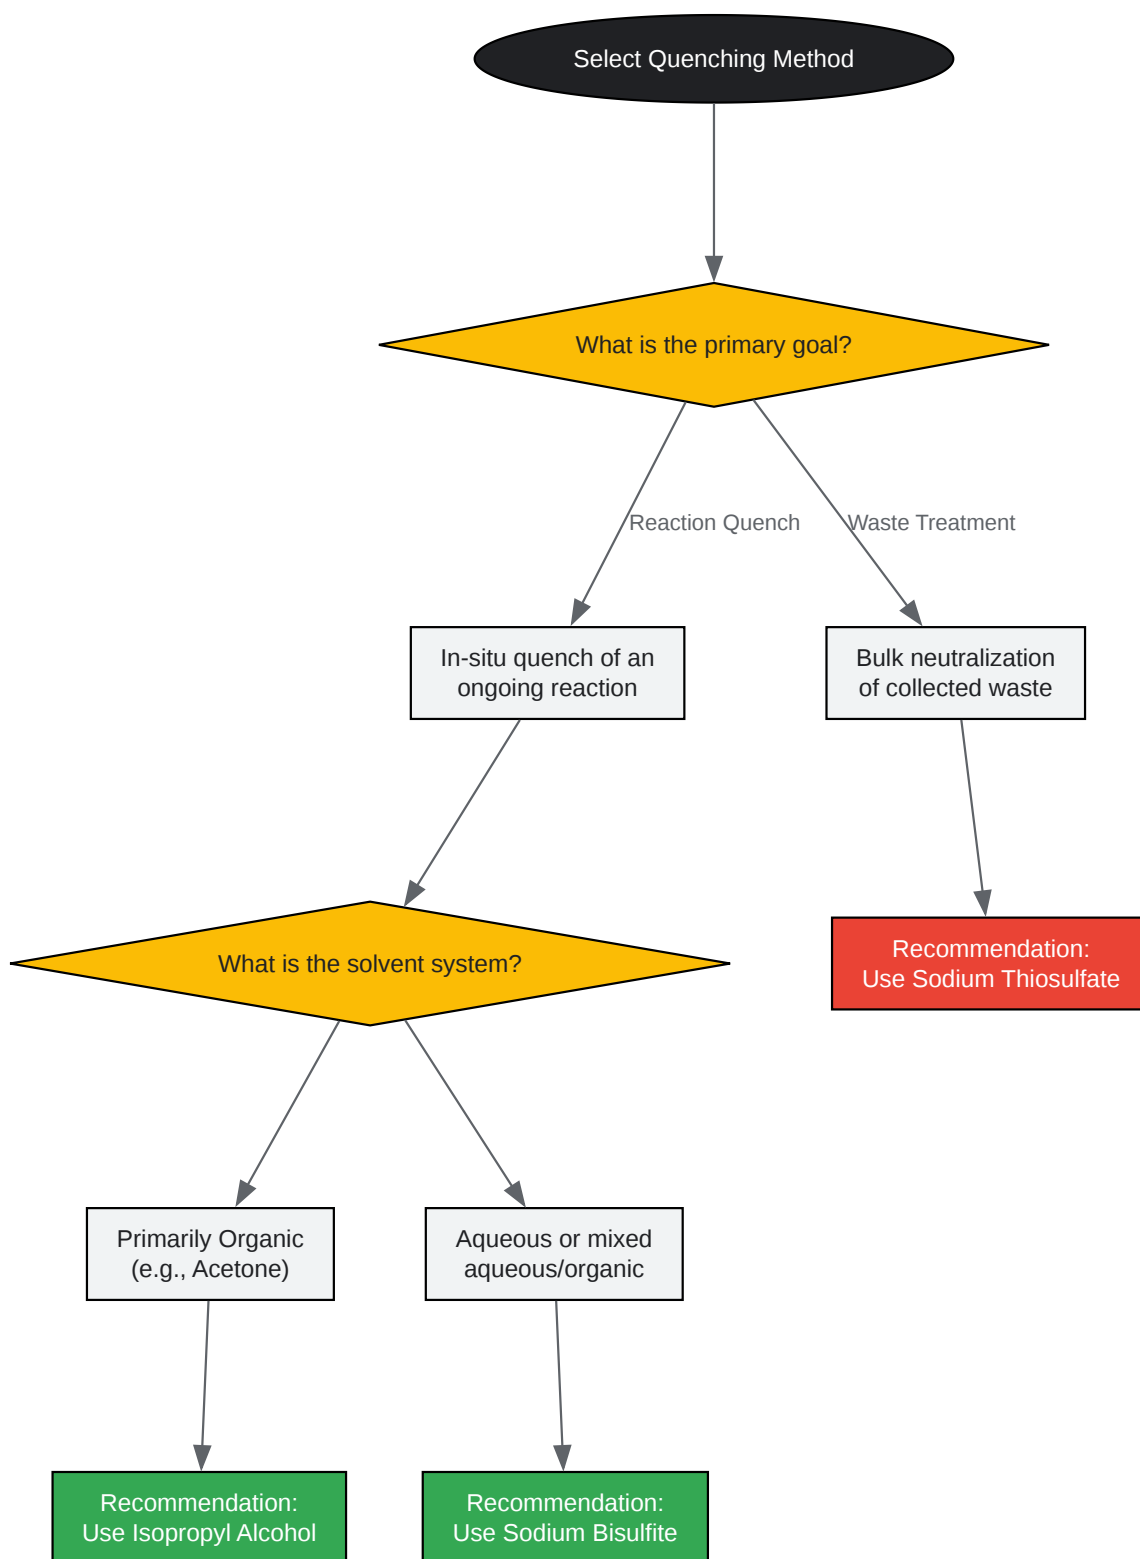 Select Quenching Method
What is the primary goal?
Reaction Quench
Waste Treatment
In-situ quench of an
ongoing reaction
Bulk neutralization
of collected waste
What is the solvent system?
Recommendation:
Use Sodium Thiosulfate
Primarily Organic
(e.g., Acetone)
Aqueous or mixed
aqueous/organic
Recommendation:
Use Isopropyl Alcohol
Recommendation:
Use Sodium Bisulfite